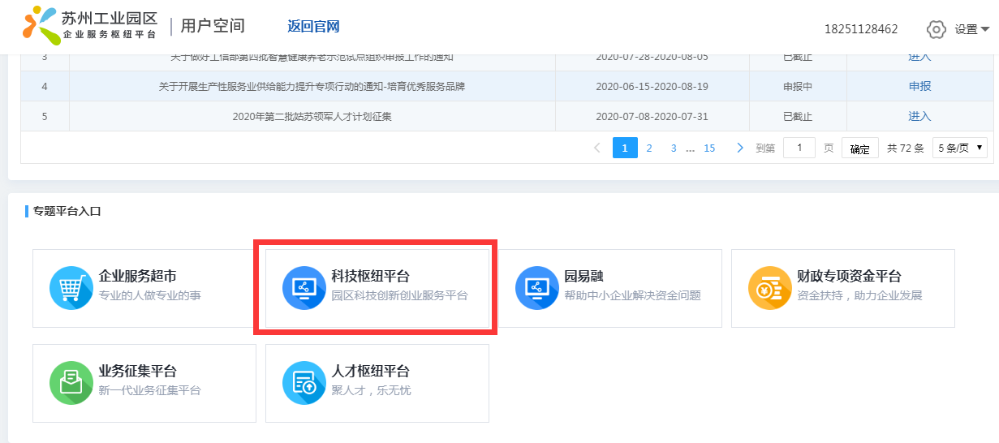 苏州工业园区
企业服务枢纽平台
用户空间
返回官网
18251128462
设置
3 关于做好工信部第四批智慧健康养老示范试点组织申报工作的通知 2020-07-28-2020-08-05 已截止 进入
4 关于开展生产性服务业供给能力提升专项行动的通知-培育优秀服务品牌 2020-06-15-2020-08-19 申报中 申报
5 2020年第二批姑苏领军人才计划征集 2020-07-08-2020-07-31 已截止 进入
1 2 3 ... 15 到第 1 页 确定 共 72 条 5 条/页
专题平台入口
企业服务超市
专业的人做专业的事
科技枢纽平台
园区科技创新创业服务平台
园易融
帮助中小企业解决资金问题
财政专项资金平台
资金扶持，助力企业发展
业务征集平台
新一代业务征集平台
人才枢纽平台
聚人才，乐无忧